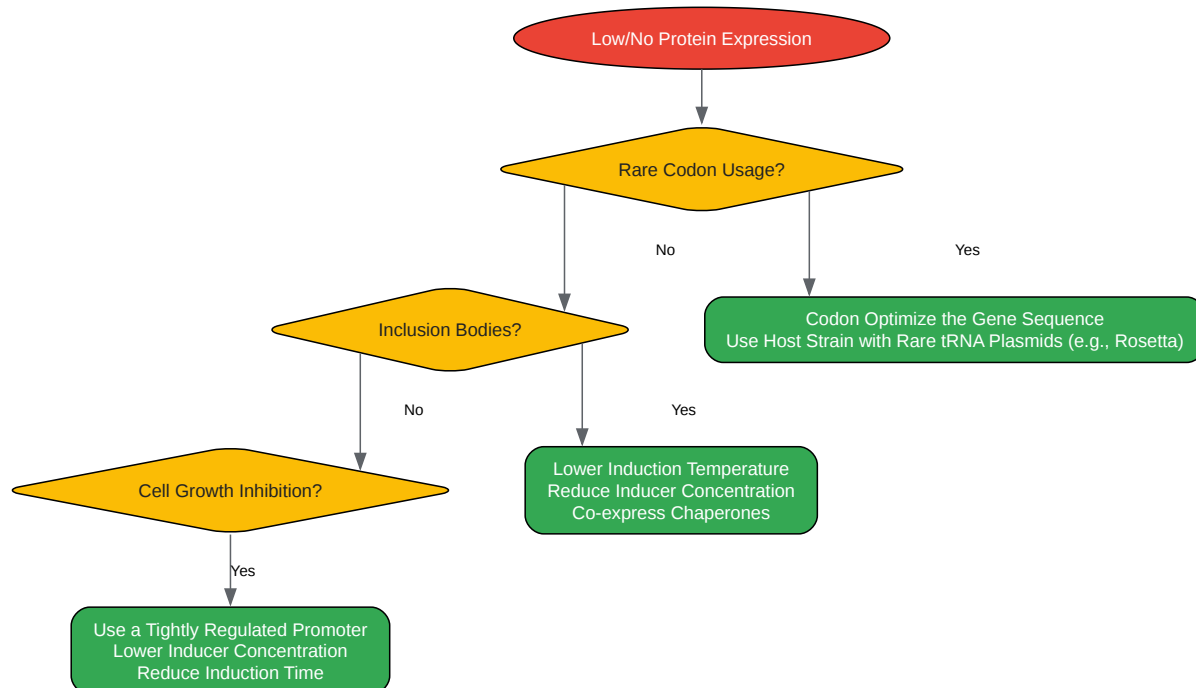 Low/No Protein Expression
Rare Codon Usage?
No
Yes
Inclusion Bodies?
Codon Optimize the Gene Sequence
Use Host Strain with Rare tRNA Plasmids (e.g., Rosetta)
No
Yes
Cell Growth Inhibition?
Lower Induction Temperature
Reduce Inducer Concentration
Co-express Chaperones
Yes
Use a Tightly Regulated Promoter
Lower Inducer Concentration
Reduce Induction Time